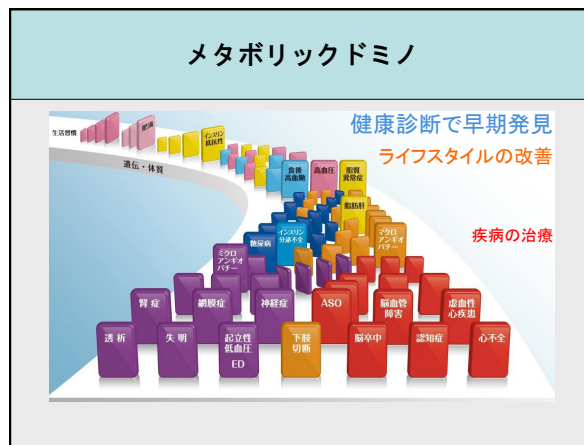 メタボリックドミノ
健康診断で早期発見
ライフスタイルの改善
疾病の治療
生活習慣
肥満
インスリン
抵抗性
遺伝・体質
食後
高血糖
高血圧
脂質
異常症
脂肪肝
糖尿病
インスリン
分泌不全
ミクロ
アンギオ
パチー
マクロ
アンギオ
パチー
腎 症
網膜症
神経症
ASO
脳血管
障害
虚血性
心疾患
透 析
失 明
起立性
低血圧
ED
下肢
切断
脳卒中
認知症
心不全